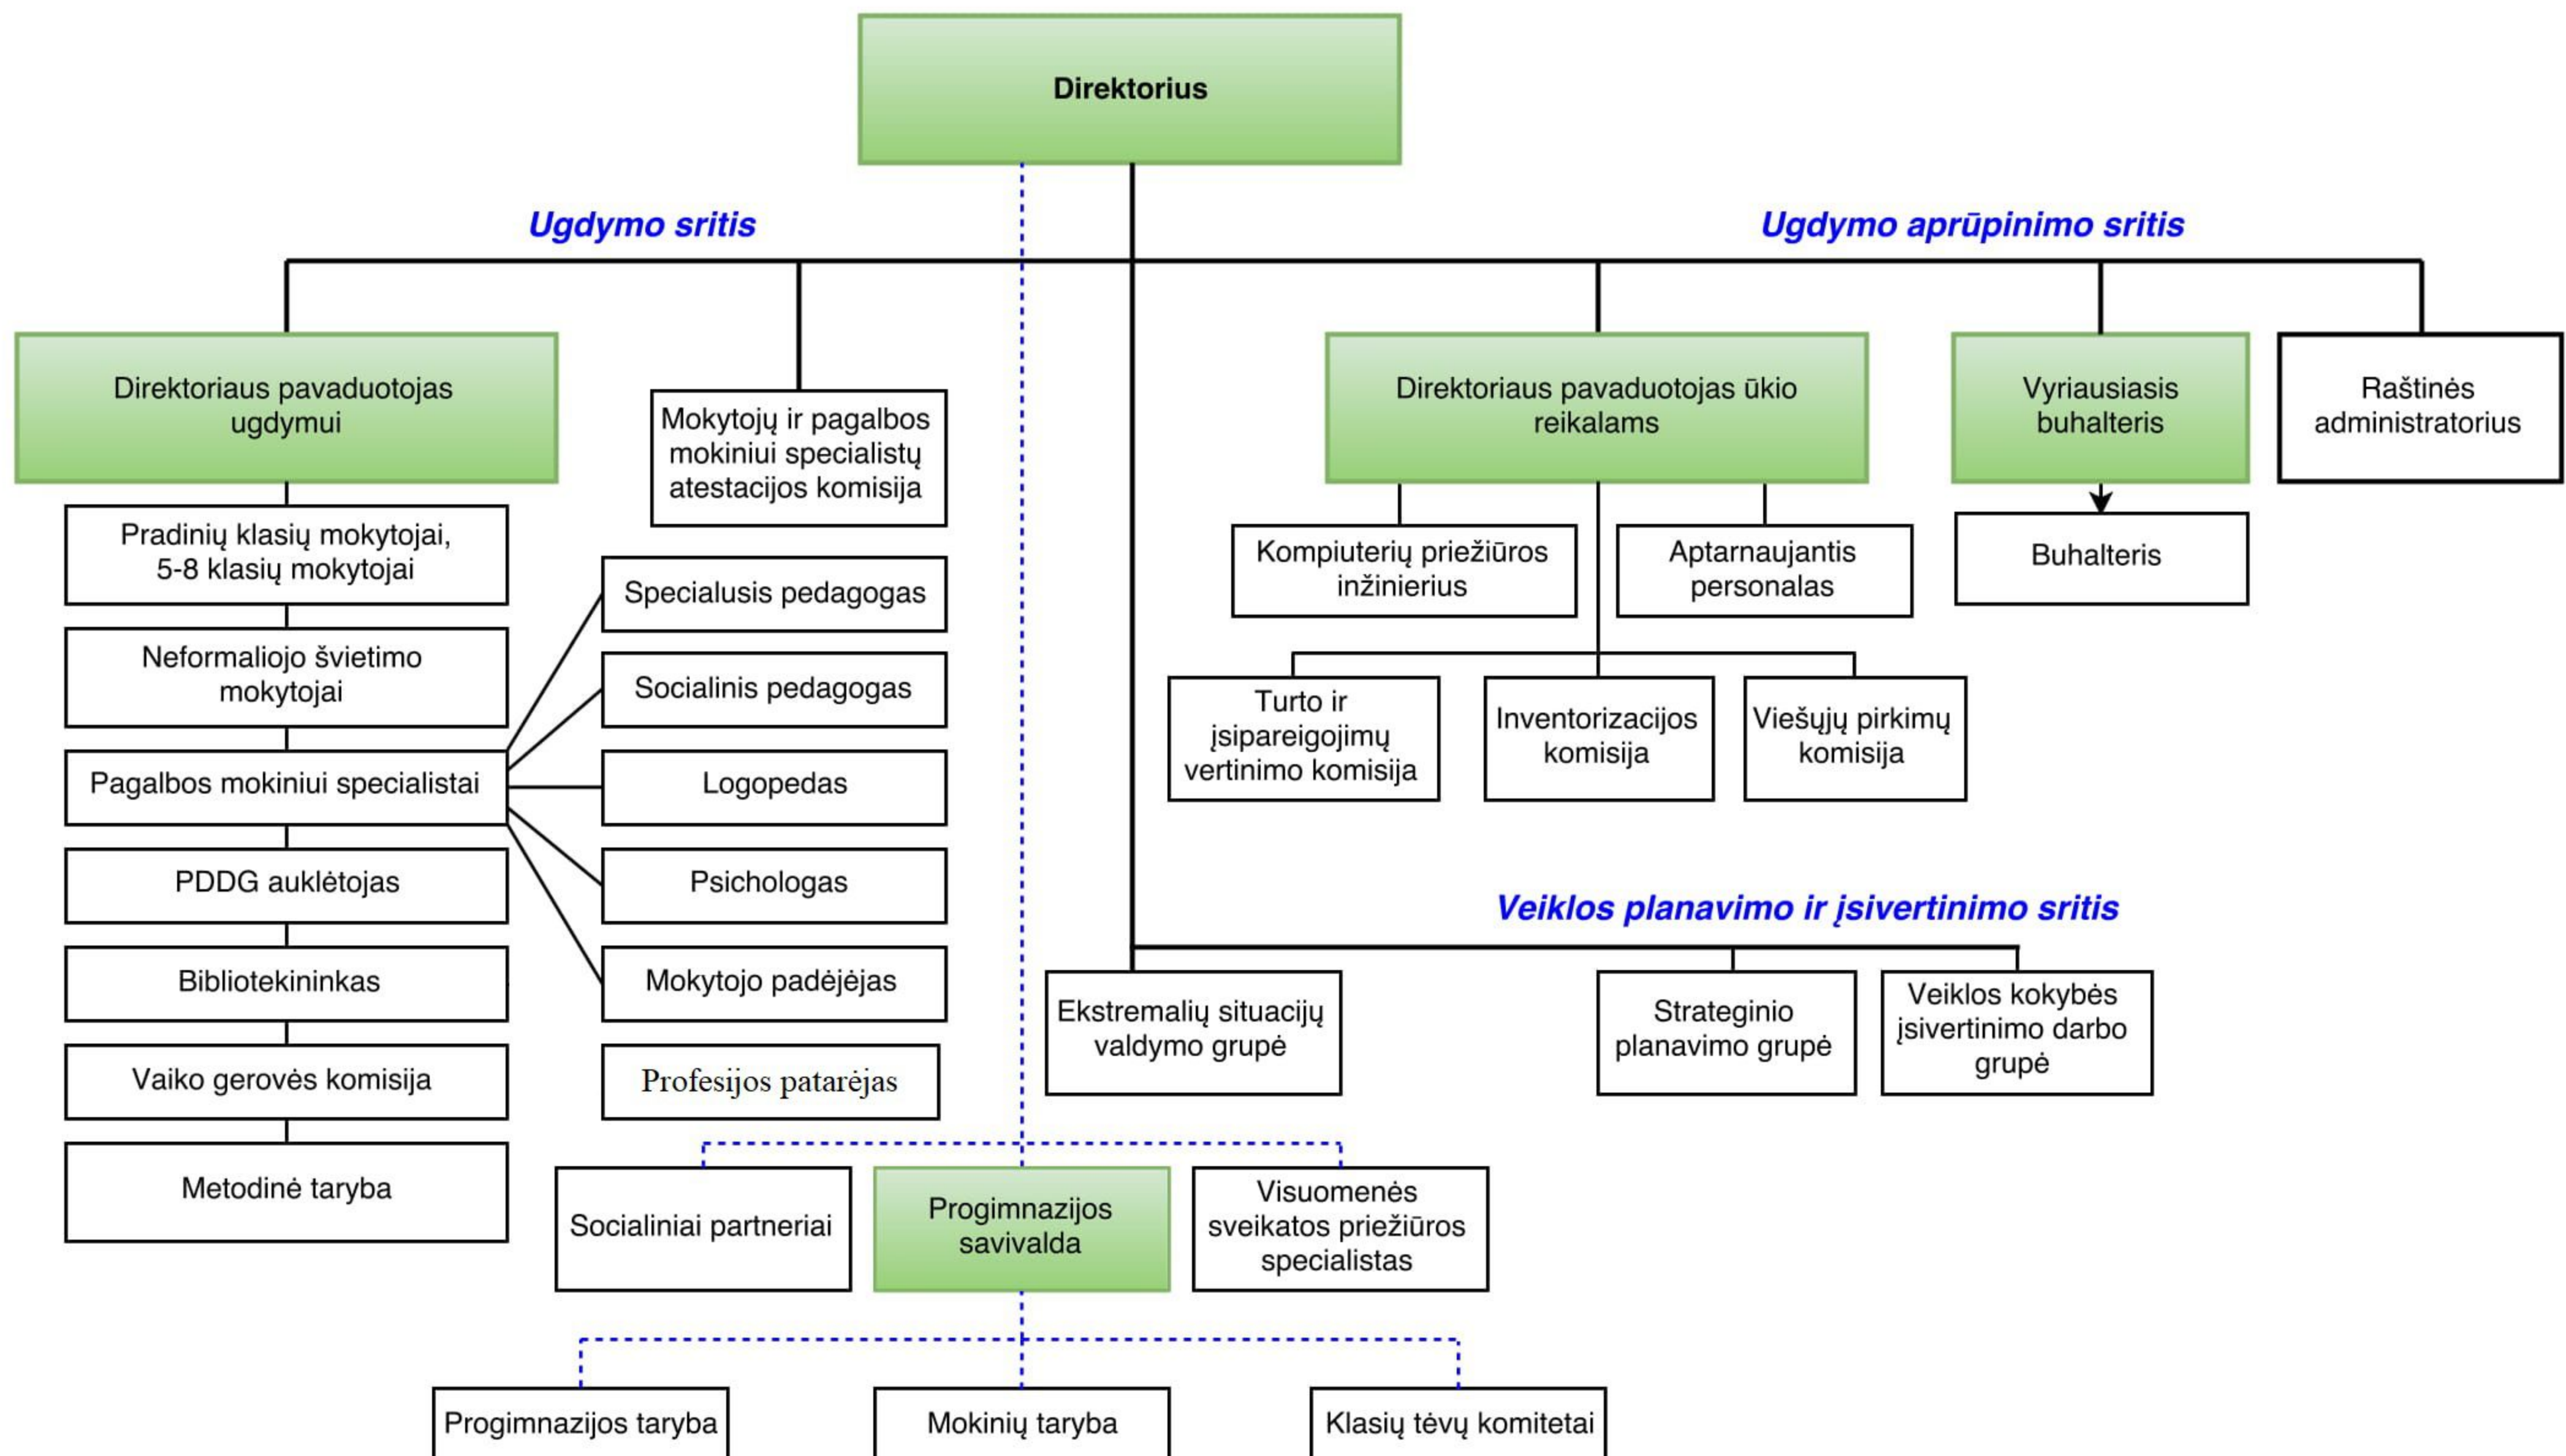 Direktorius
Ugdymo sritis
Ugdymo aprūpinimo sritis
Direktoriaus pavaduotojas
ugdymui
Mokytojų ir pagalbos
mokiniui specialistų
atestacijos komisija
Direktoriaus pavaduotojas ūkio
reikalams
Vyriausiasis
buhalteris
Raštinės
administratorius
Pradinių klasių mokytojai,
5-8 klasių mokytojai
Neformaliojo švietimo
mokytojai
Pagalbos mokiniui specialistai
PDDG auklėtojas
Bibliotekininkas
Vaiko gerovės komisija
Metodinė taryba
Specialusis pedagogas
Socialinis pedagogas
Logopedas
Psichologas
Mokytojo padėjėjas
Profesijos patarėjas
Kompiuterių priežiūros
inžinierius
Aptarnaujantis
personalas
Buhalteris
Turto ir
įsipareigojimų
vertinimo komisija
Inventorizacijos
komisija
Viešųjų pirkimų
komisija
Veiklos planavimo ir įsivertinimo sritis
Ekstremalių situacijų
valdymo grupė
Strateginio
planavimo grupė
Veiklos kokybės
įsivertinimo darbo
grupė
Socialiniai partneriai
Progimnazijos
savivalda
Visuomenės
sveikatos priežiūros
specialistas
Progimnazijos taryba
Mokinių taryba
Klasių tėvų komitetai